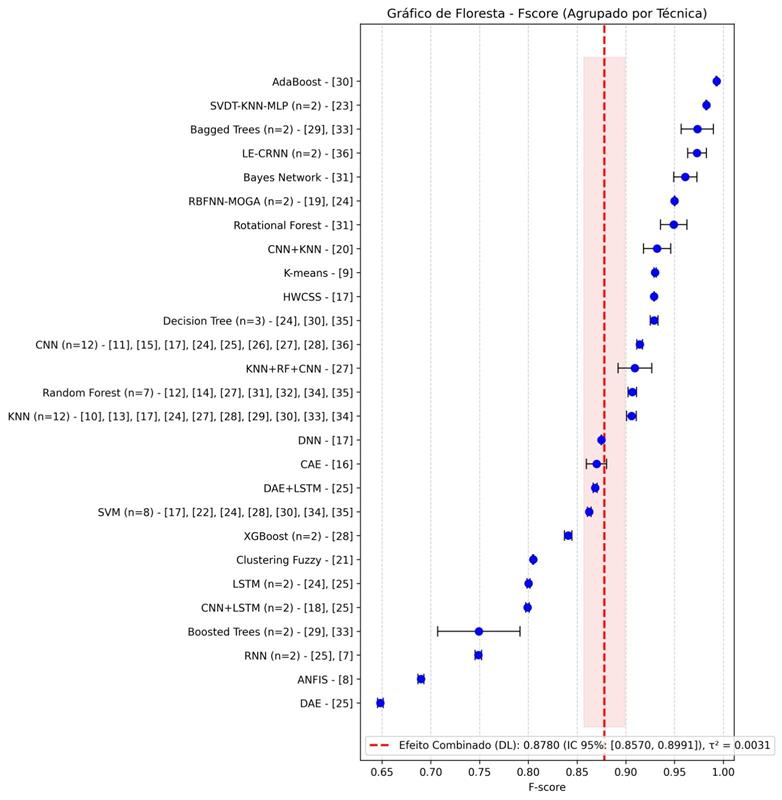 Gráfico de Floresta - Fscore (Agrupado por Técnica)
AdaBoost - [30]
SVDT-KNN-MLP (n=2) - [23]
Bagged Trees (n=2) - [29], [33]
LE-CRNN (n=2) - [36]
Bayes Network - [31]
RBFNN-MOGA (n=2) - [19], [24]
Rotational Forest - [31]
CNN+KNN - [20]
K-means - [9]
HWCSS - [17]
Decision Tree (n=3) - [24], [30], [35]
CNN (n=12) - [11], [15], [17], [24], [25], [26], [27], [28], [36]
KNN+RF+CNN - [27]
Random Forest (n=7) - [12], [14], [27], [31], [32], [34], [35]
KNN (n=12) - [10], [13], [17], [24], [27], [28], [29], [30], [33], [34]
DNN - [17]
CAE - [16]
DAE+LSTM - [25]
SVM (n=8) - [17], [22], [24], [28], [30], [34], [35]
XGBoost (n=2) - [28]
Clustering Fuzzy - [21]
LSTM (n=2) - [24], [25]
CNN+LSTM (n=2) - [18], [25]
Boosted Trees (n=2) - [29], [33]
RNN (n=2) - [25], [7]
ANFIS - [8]
DAE - [25]
Efeito Combinado (DL): 0.8780 (IC 95%: [0.8570, 0.8991]), τ² = 0.0031
0.65 0.70 0.75 0.80 0.85 0.90 0.95 1.00
F-score